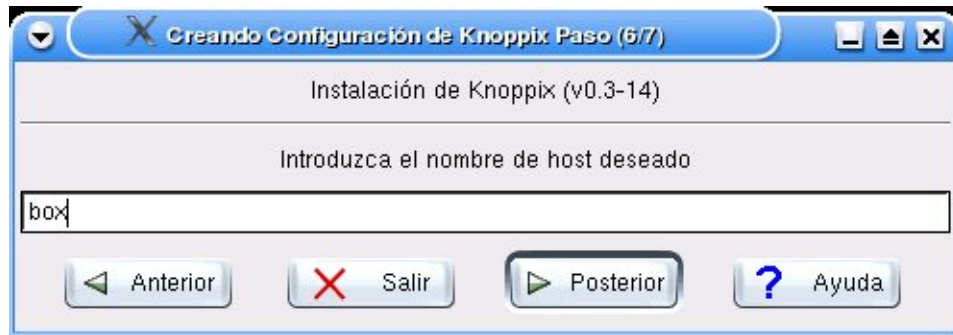 Creando Configuración de Knoppix Paso (6/7)
Instalación de Knoppix (v0.3-14)
Introduzca el nombre de host deseado
box
Anterior Salir Posterior ? Ayuda